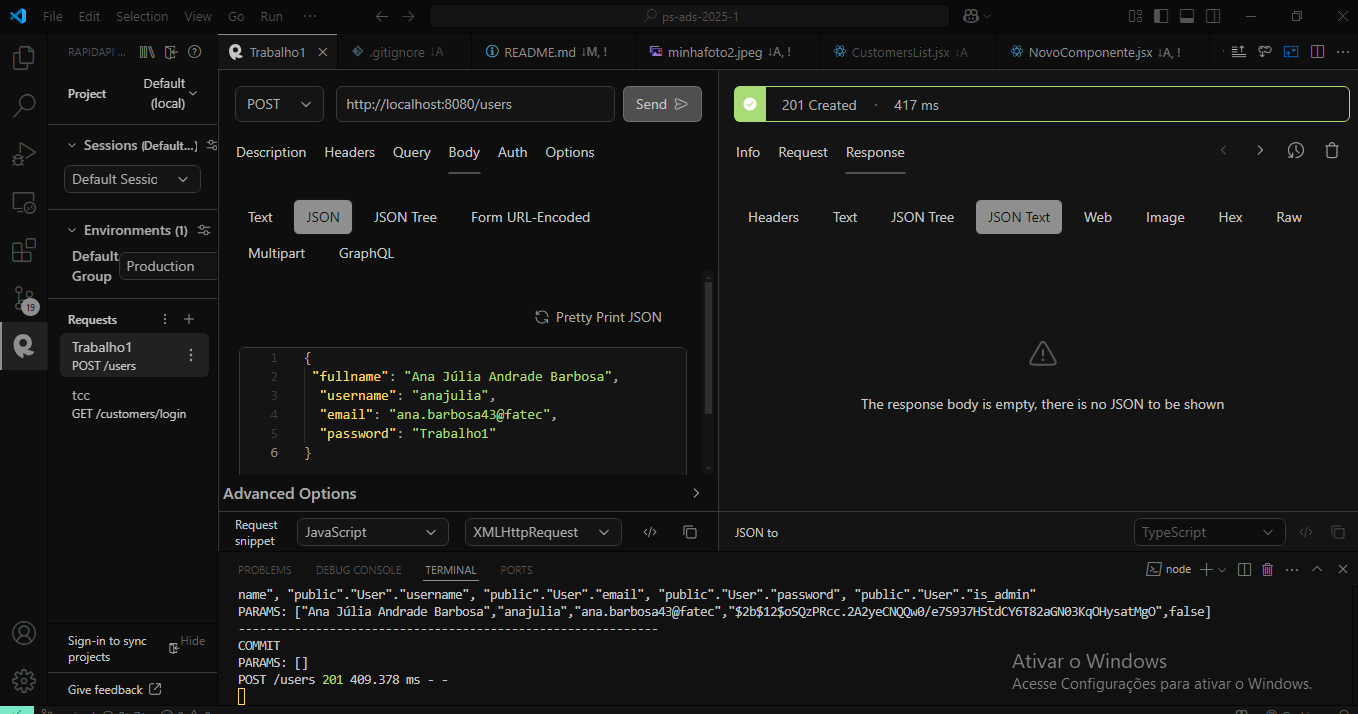 File Edit Selection View Go Run ··· ps-ads-2025-1
RAPIDAPI ...
Trabalho1 .gitignore ↓A README.md ↓M, ! minhafoto2.jpeg ↓A, ! CustomersList.jsx ↓A NovoComponente.jsx ↓A, !
Project Default (local)
Sessions (Default...)
Default Sessic
Environments (1)
Default Group Production
Requests
Trabalho1
POST /users
tcc
GET /customers/login
Sign-in to sync projects Hide
Give feedback
19
POST http://localhost:8080/users Send
Description Headers Query Body Auth Options
Text JSON JSON Tree Form URL-Encoded
Multipart GraphQL
Pretty Print JSON
1 {
2 "fullname": "Ana Júlia Andrade Barbosa",
3 "username": "anajulia",
4 "email": "ana.barbosa43@fatec",
5 "password": "Trabalho1"
6 }
Advanced Options
Request snippet JavaScript XMLHttpRequest
201 Created · 417 ms
Info Request Response
Headers Text JSON Tree JSON Text Web Image Hex Raw
The response body is empty, there is no JSON to be shown
JSON to TypeScript
PROBLEMS DEBUG CONSOLE TERMINAL PORTS node
name", "public"."User"."username", "public"."User"."email", "public"."User"."password", "public"."User"."is_admin"
PARAMS: ["Ana Júlia Andrade Barbosa","anajulia","ana.barbosa43@fatec","$2b$12$oSQzPRcc.2A2yeCNQQw0/e7S937HStdCY6T82aGN03KqOHysatMgO",false]
------------------------------------------------------------
COMMIT
PARAMS: []
POST /users 201 409.378 ms - -
Ativar o Windows
Acesse Configurações para ativar o Windows.